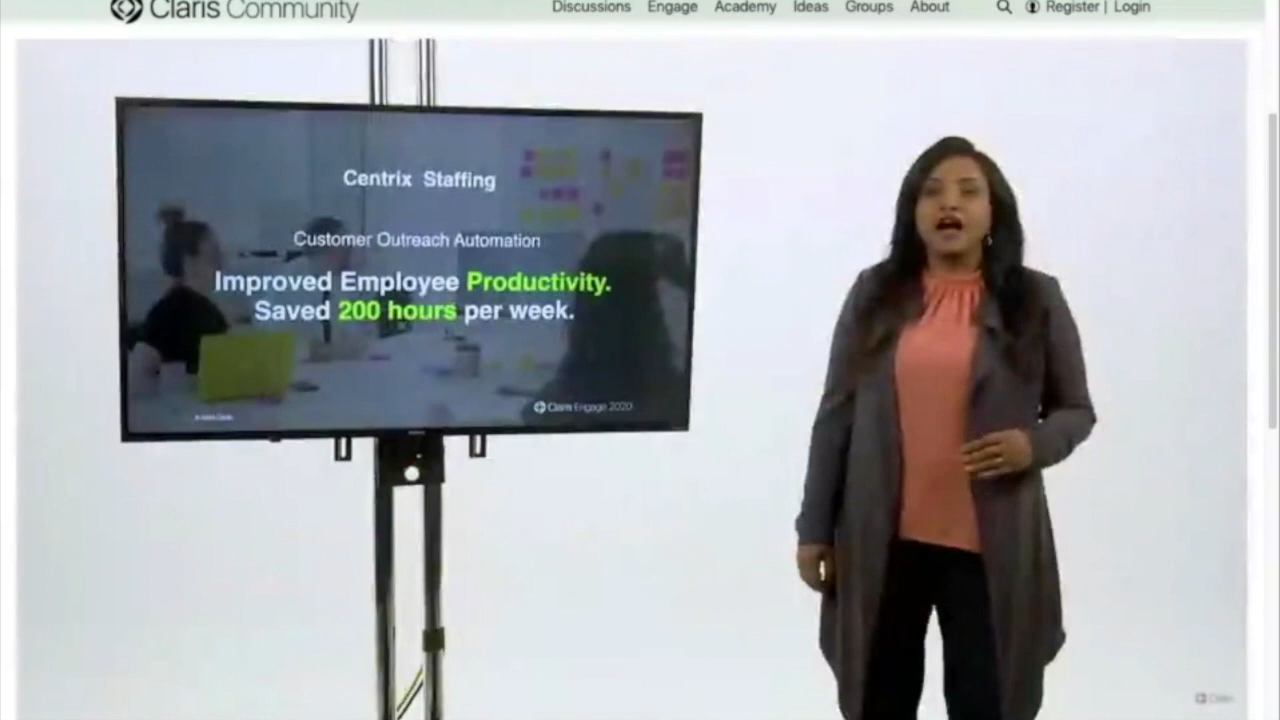 Claris Community
Discussions Engage Academy Ideas Groups About Register | Login
Centrix Staffing
Customer Outreach Automation
Improved Employee Productivity.
Saved 200 hours per week.
Claris Engage 2020
Claris